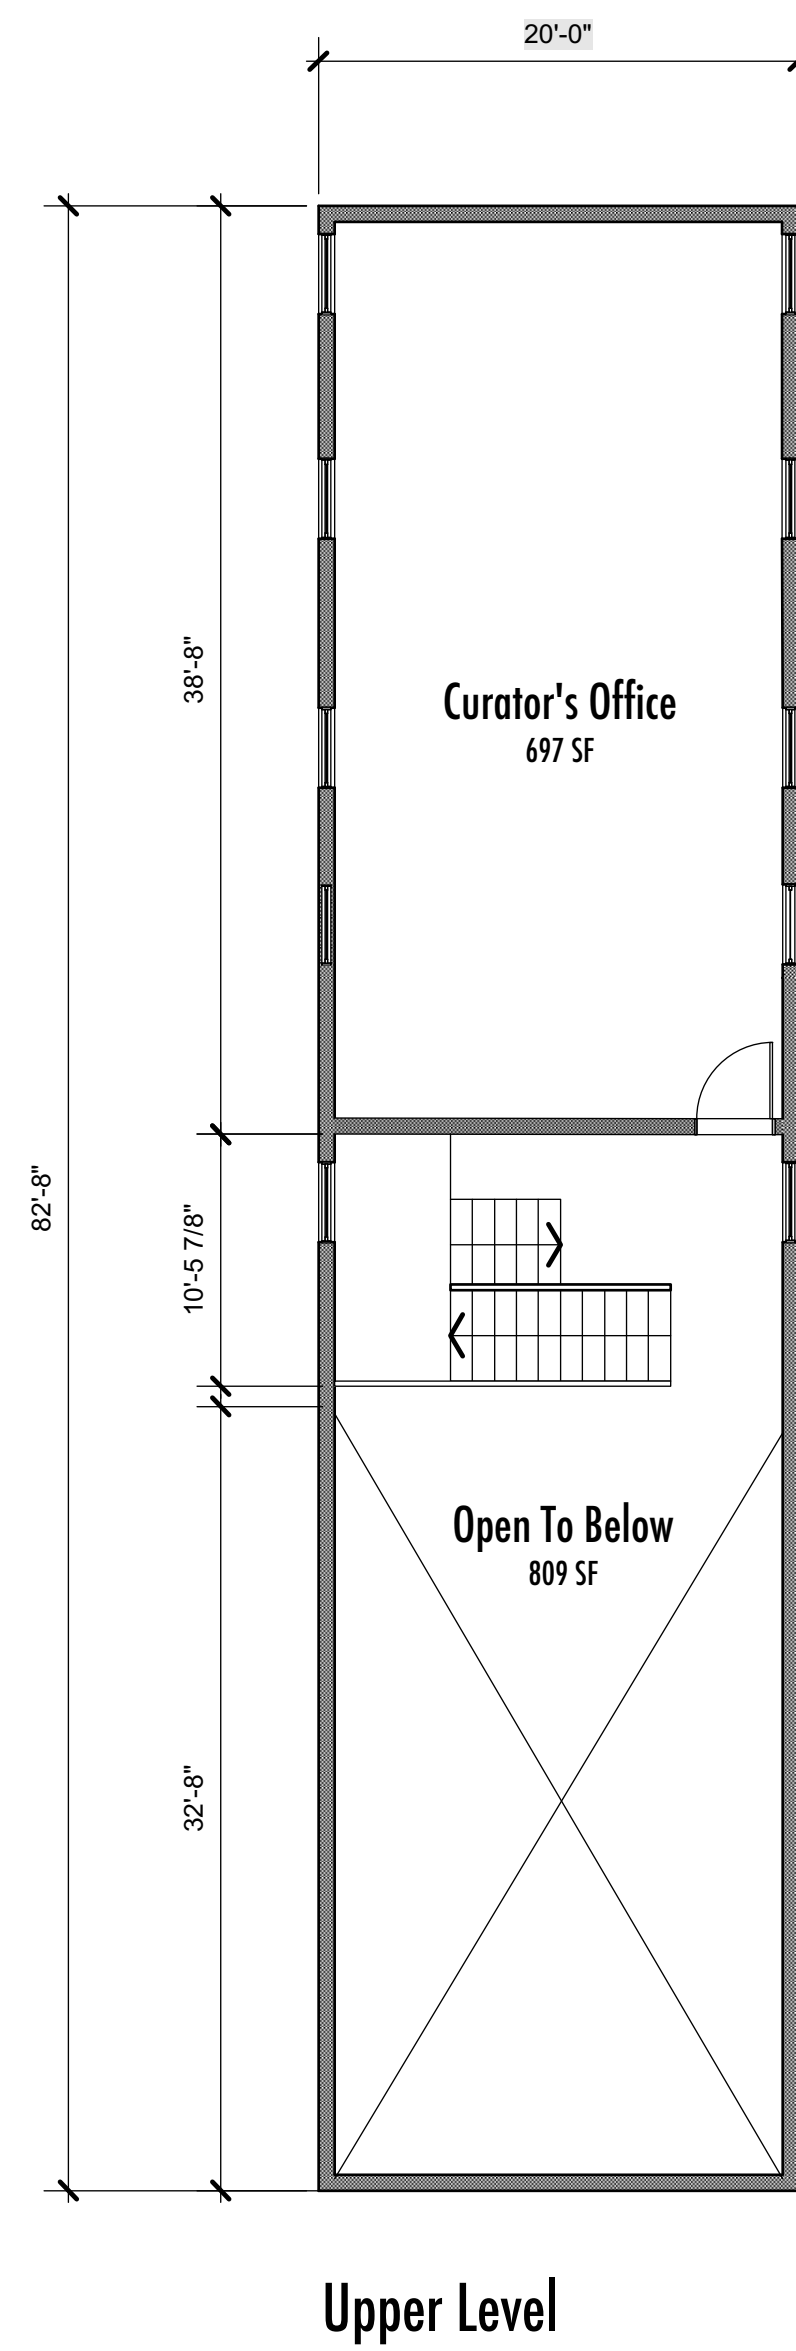 20'-0"
38'-8"
Curator's Office
697 SF
82'-8"
10'-5 7/8"
Open To Below
809 SF
32'-8"
Upper Level